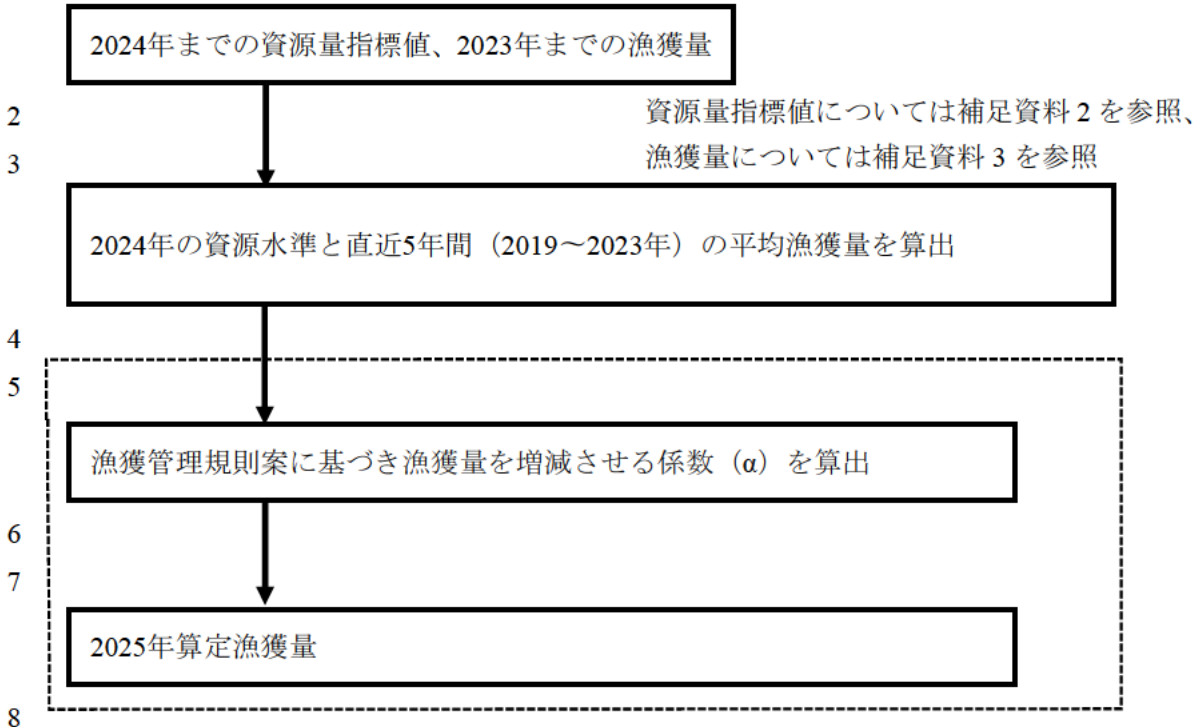 2024年までの資源量指標値、2023年までの漁獲量
2
資源量指標値については補足資料 2 を参照、
3
漁獲量については補足資料 3 を参照
2024年の資源水準と直近5年間（2019～2023年）の平均漁獲量を算出
4
5
漁獲管理規則案に基づき漁獲量を増減させる係数（α）を算出
6
7
2025年算定漁獲量
8